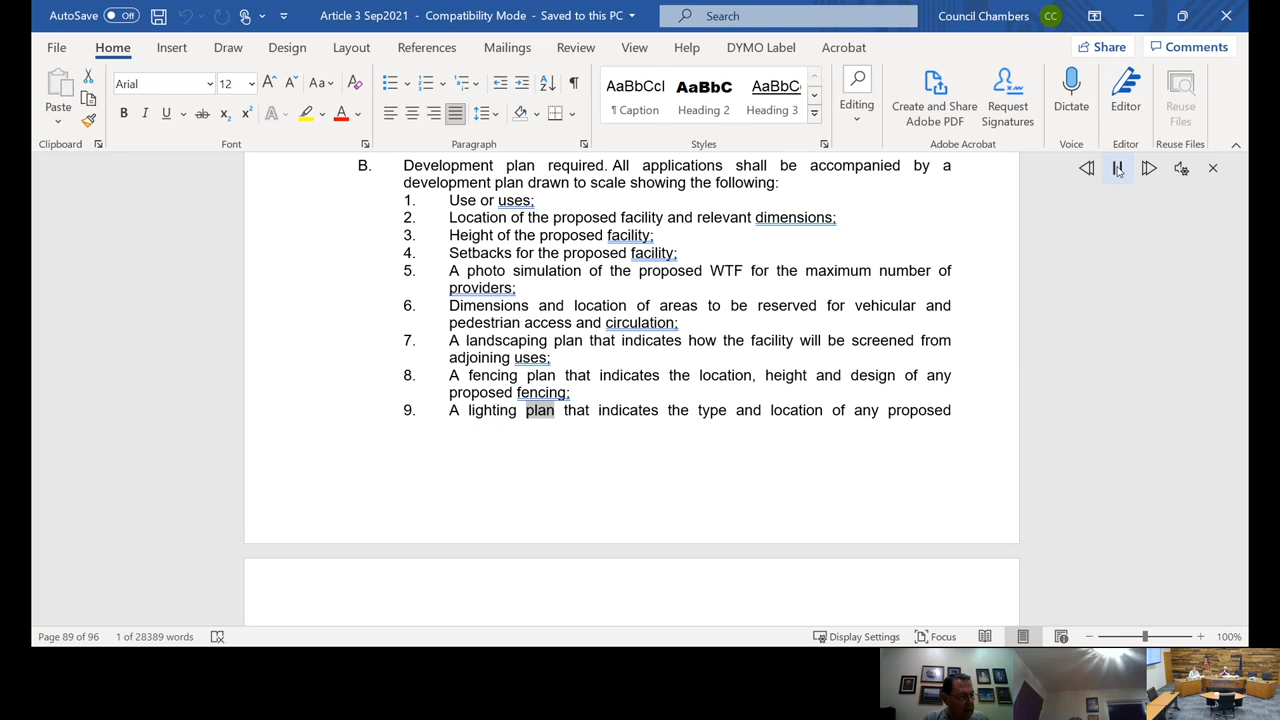 AutoSave Off Article 3 Sep2021 - Compatibility Mode - Saved to this PC Search Council Chambers CC
File Home Insert Draw Design Layout References Mailings Review View Help DYMO Label Acrobat Share Comments
Paste
Arial 12
Aa
AaBbCcI AaBbC AaBbCc
¶ Caption Heading 2 Heading 3
Editing
Create and Share
Adobe PDF
Request
Signatures
Dictate
Editor
Reuse
Files
Clipboard Font Paragraph Styles Adobe Acrobat Voice Editor Reuse Files
B. Development plan required. All applications shall be accompanied by a
development plan drawn to scale showing the following:
1. Use or uses;
2. Location of the proposed facility and relevant dimensions;
3. Height of the proposed facility;
4. Setbacks for the proposed facility;
5. A photo simulation of the proposed WTF for the maximum number of
providers;
6. Dimensions and location of areas to be reserved for vehicular and
pedestrian access and circulation;
7. A landscaping plan that indicates how the facility will be screened from
adjoining uses;
8. A fencing plan that indicates the location, height and design of any
proposed fencing;
9. A lighting plan that indicates the type and location of any proposed
Page 89 of 96 1 of 28389 words Display Settings Focus 100%